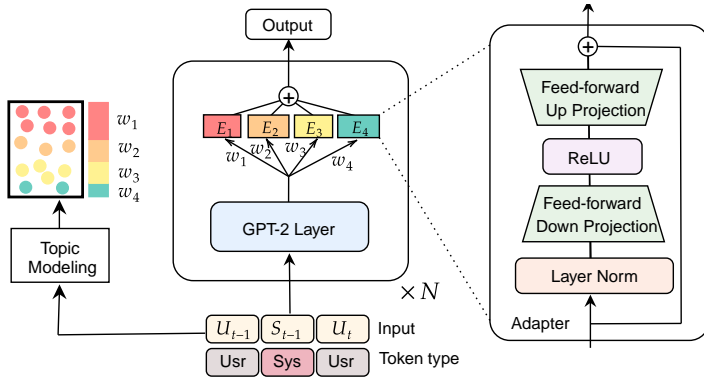 Output
E₁ E₂ E₃ E₄
w₁ w₂ w₃ w₄
GPT-2 Layer
× N
w₁
w₂
w₃
w₄
Topic
Modeling
Uₜ₋₁ Sₜ₋₁ Uₜ Input
Usr Sys Usr Token type
Feed-forward
Up Projection
ReLU
Feed-forward
Down Projection
Layer Norm
Adapter